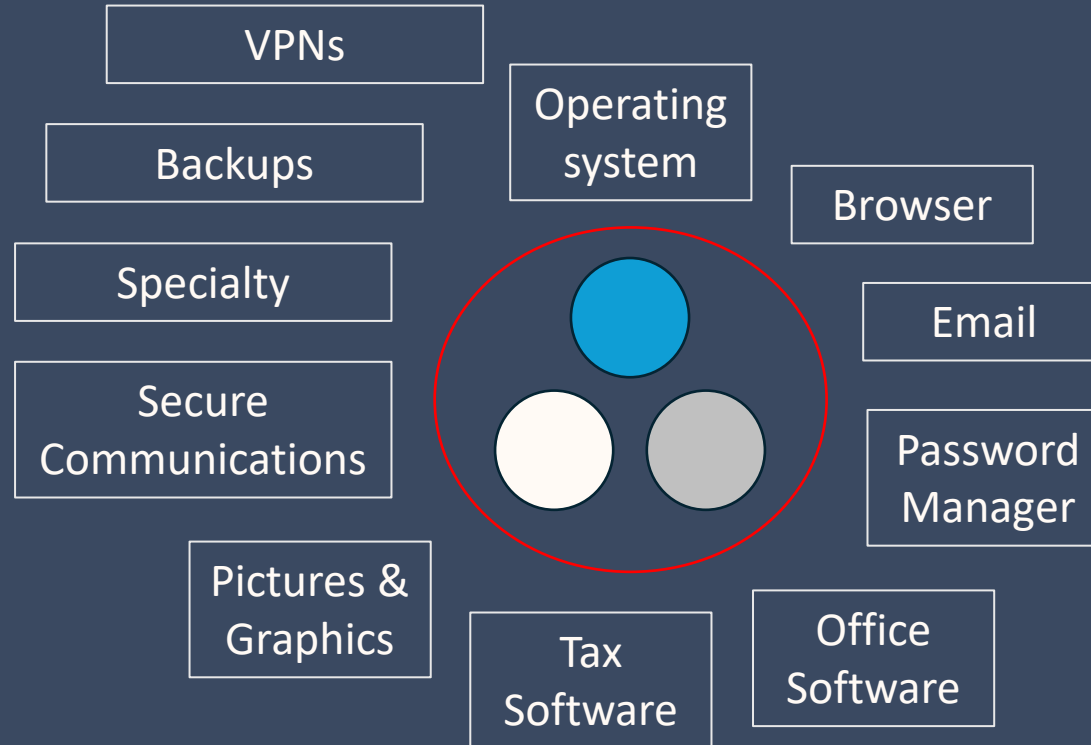 VPNs
Operating
system
Backups
Browser
Specialty
Email
Secure
Communications
Password
Manager
Pictures &
Graphics
Tax
Software
Office
Software